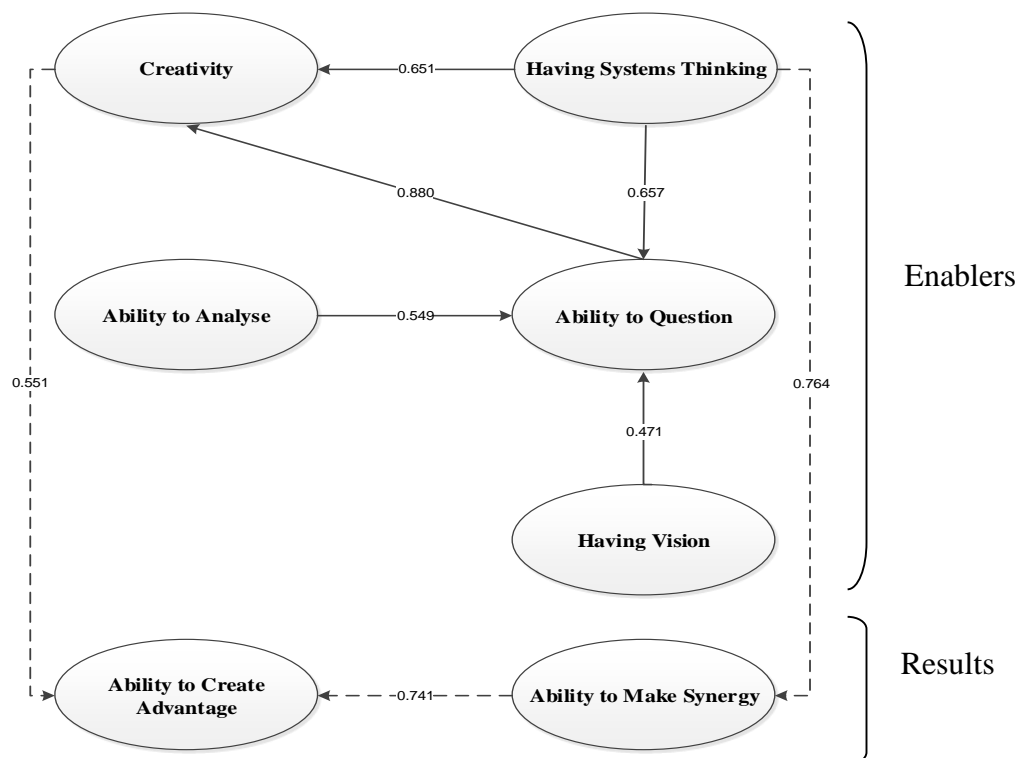 Creativity
0.651
Having Systems Thinking
0.880
0.657
Enablers
Ability to Analyse
0.549
Ability to Question
0.551
0.764
0.471
Having Vision
Results
Ability to Create
Advantage
0.741
Ability to Make Synergy